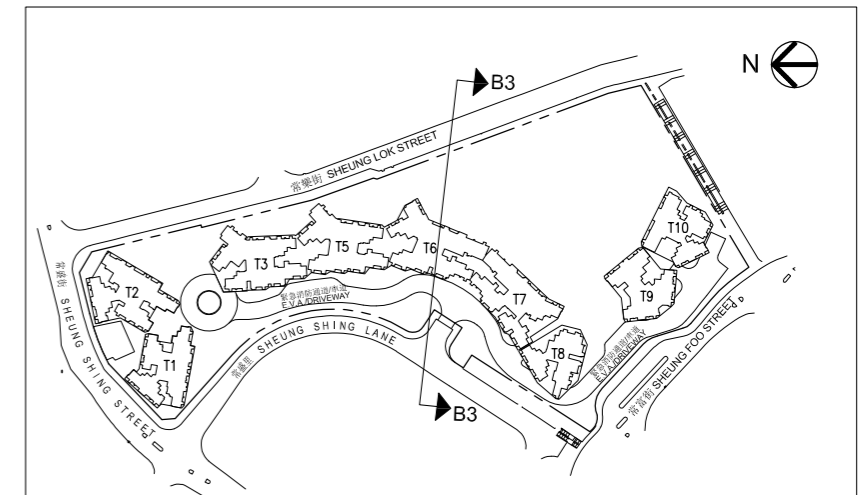 N
B3
常樂街 SHEUNG LOK STREET
T10
T6
T5
T3
T2
T7
T9
緊急消防通道/車道
E.V.A./DRIVEWAY
常盛街 SHEUNG SHING STREET
常盛里 SHEUNG SHING LANE
T1
T8
緊急消防通道/車道
E.V.A./DRIVEWAY
常富街 SHEUNG FOO STREET
B3